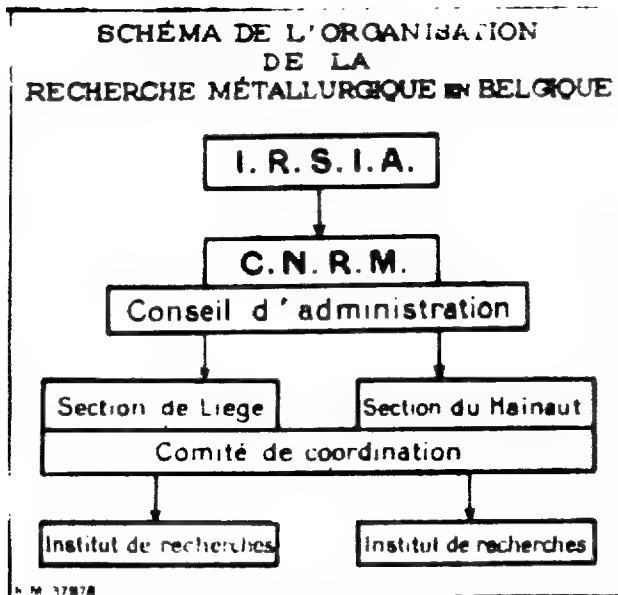 SCHÉMA DE L'ORGANISATION
DE LA
RECHERCHE MÉTALLURGIQUE EN BELGIQUE
I. R. S. I. A.
C. N. R. M.
Conseil d'administration
Section de Liege
Section du Hainaut
Comité de coordination
Institut de recherches
Institut de recherches